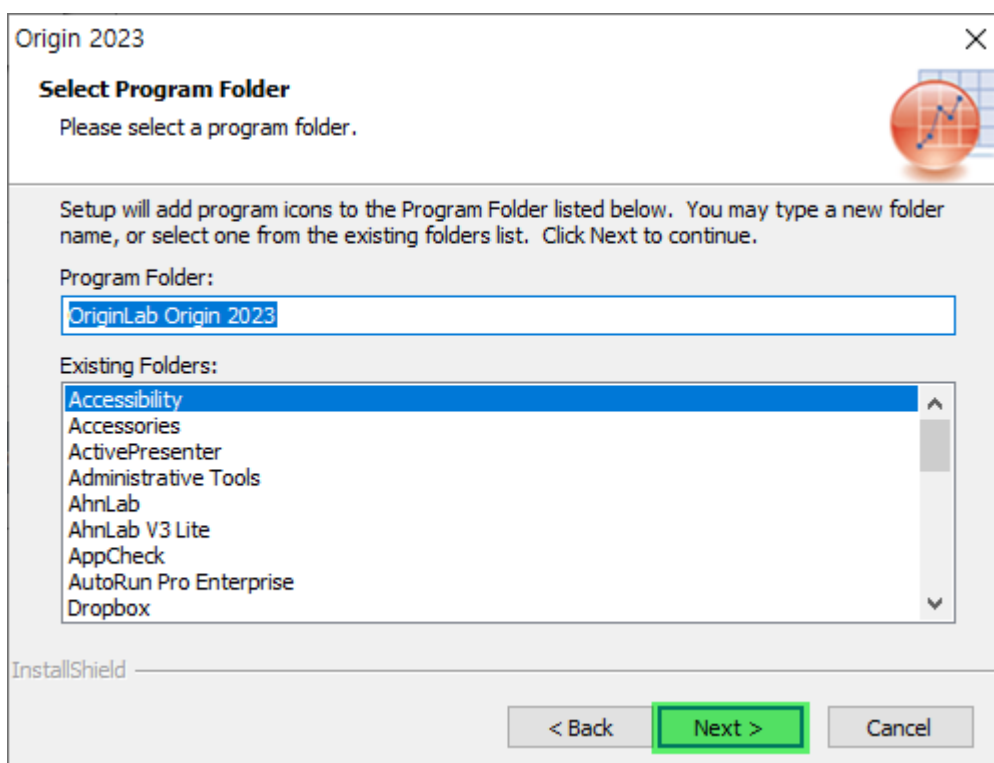 Origin 2023
Select Program Folder
Please select a program folder.
Setup will add program icons to the Program Folder listed below.  You may type a new folder
name, or select one from the existing folders list.  Click Next to continue.
Program Folder:
OriginLab Origin 2023
Existing Folders:
Accessibility
Accessories
ActivePresenter
Administrative Tools
AhnLab
AhnLab V3 Lite
AppCheck
AutoRun Pro Enterprise
Dropbox
InstallShield
< Back
Next >
Cancel